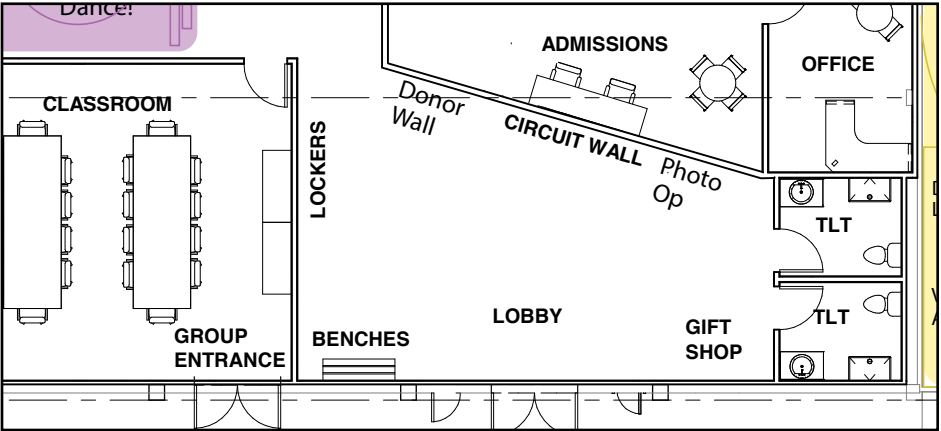 Dance!
ADMISSIONS
OFFICE
CLASSROOM
Donor
Wall
CIRCUIT WALL
Photo
Op
LOCKERS
TLT
LOBBY
TLT
GIFT
SHOP
GROUP
ENTRANCE
BENCHES